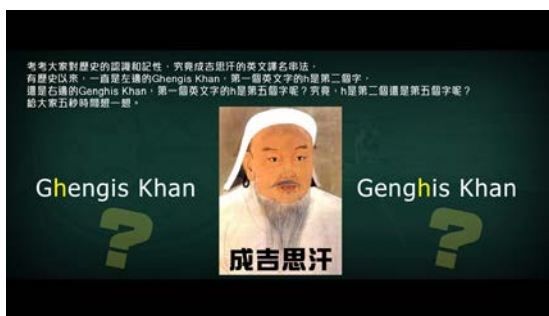 考考大家對歷史的認識和記性，究竟成吉思汗的英文譯名串法，
有歷史以來，一直是左邊的Ghengis Khan，第一個英文字的h是第二個字，
還是右邊的Genghis Khan，第一個英文字的h是第五個字呢？究竟，h是第二個還是第五個字呢？
給大家五秒時間想一想。
Ghengis Khan
?
Genghis Khan
?
成吉思汗